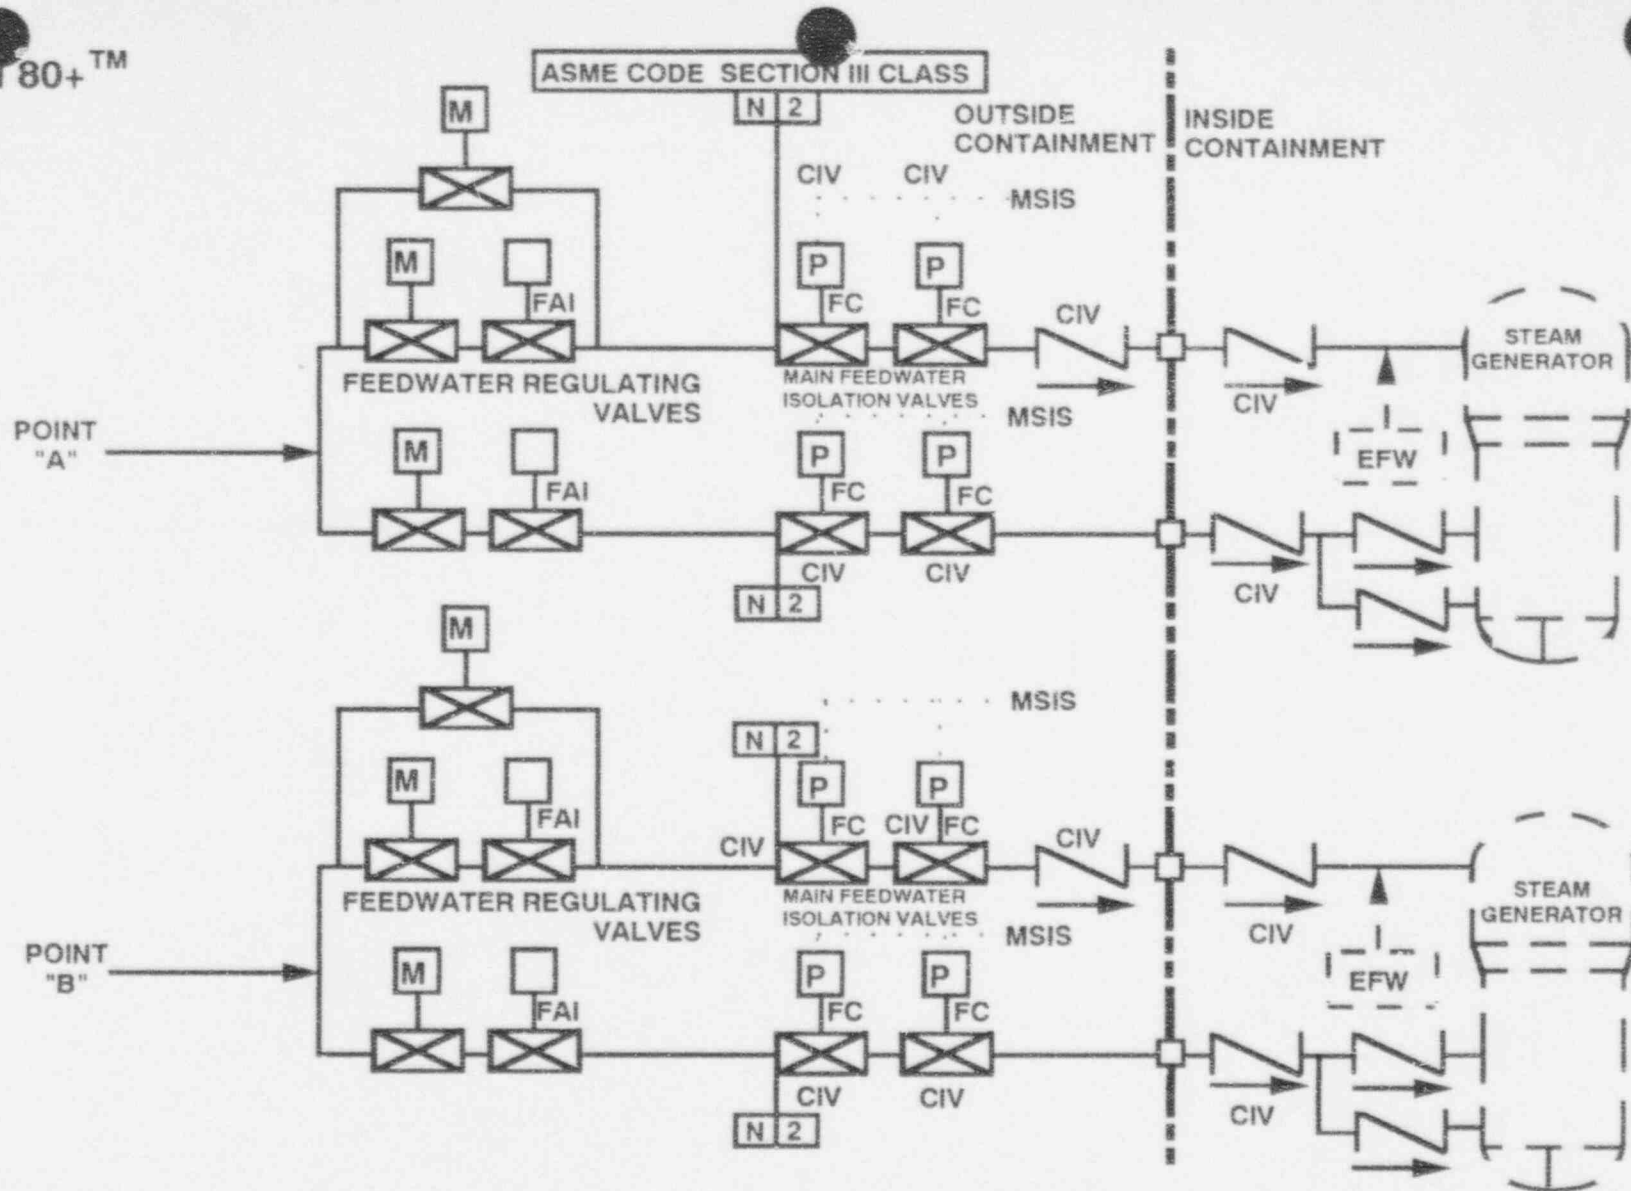 80+™
ASME CODE SECTION III CLASS
N 2
M
OUTSIDE
CONTAINMENT
INSIDE
CONTAINMENT
CIV CIV
MSIS
M
P P
FAI
FC FC
CIV
STEAM
GENERATOR
FEEDWATER REGULATING
VALVES
MAIN FEEDWATER
ISOLATION VALVES
CIV
MSIS
POINT
"A"
M
P P
EFW
FAI
FC FC
CIV CIV
CIV
N 2
M
MSIS
N 2
M
P P
FAI
FC CIV FC
CIV
CIV
STEAM
GENERATOR
FEEDWATER REGULATING
VALVES
MAIN FEEDWATER
ISOLATION VALVES
CIV
MSIS
POINT
"B"
M
P P
EFW
FAI
FC FC
CIV CIV
CIV
N 2